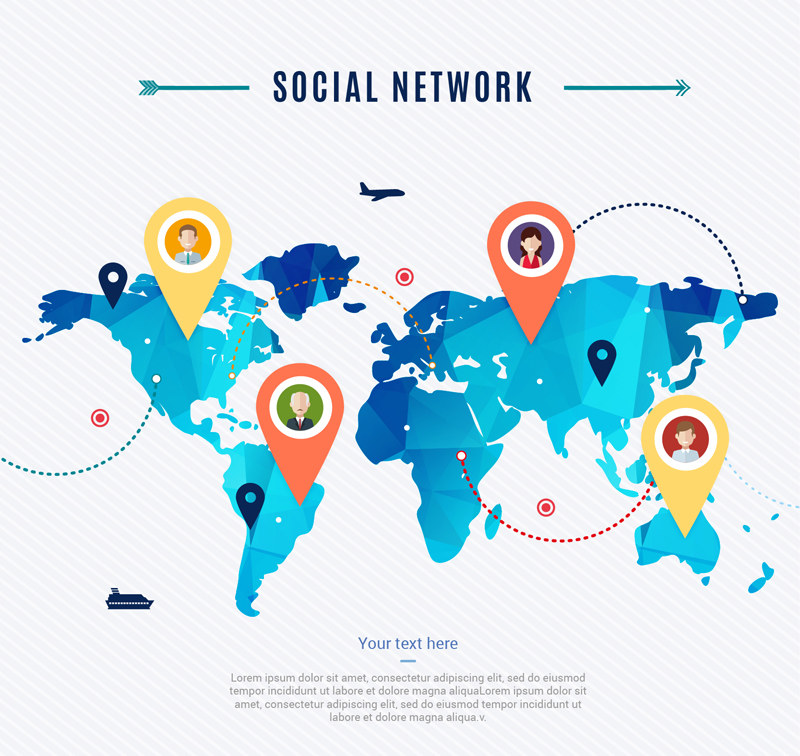 SOCIAL NETWORK
Your text here
Lorem ipsum dolor sit amet, consectetur adipiscing elit, sed do eiusmod
tempor incididunt ut labore et dolore magna aliquaLorem ipsum dolor sit
amet, consectetur adipiscing elit, sed do eiusmod tempor incididunt ut
labore et dolore magna aliqua.v.